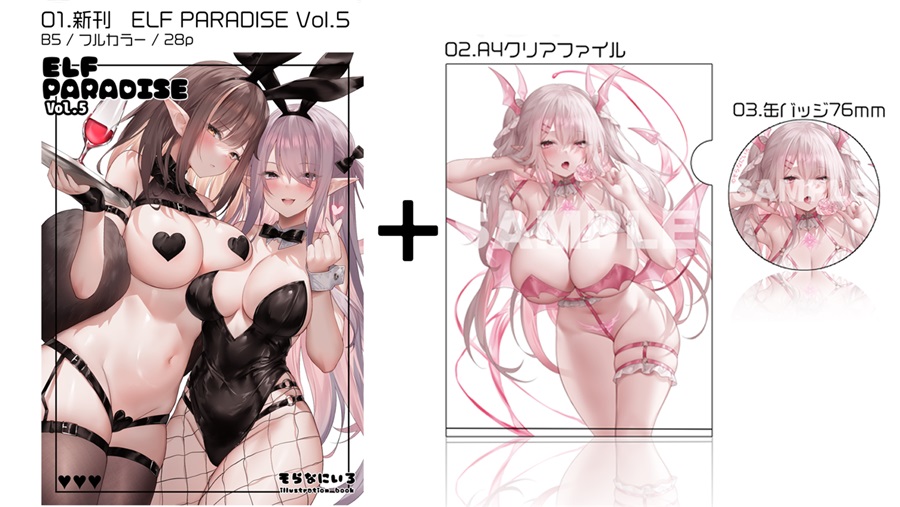 01.新刊 ELF PARADISE Vol.5
B5 / フルカラー / 28p
ELF
PARADISE
Vol.5
そらなにいろ
illustration book
02.A4クリアファイル
SAMPLE
03.缶バッジ76mm
SAMPLE